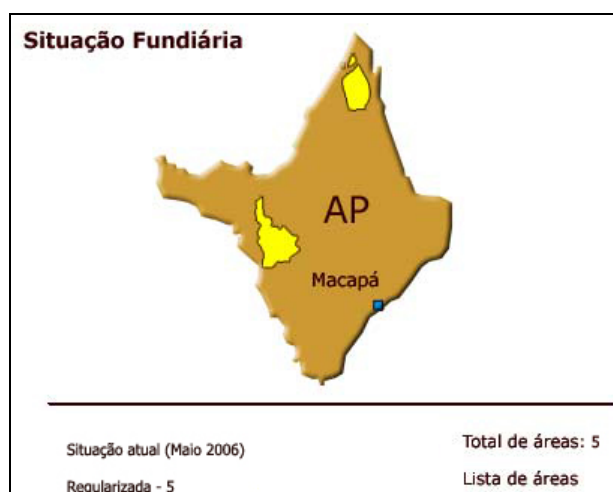 Situação Fundiária
AP
Macapá
Situação atual (Maio 2006)
Total de áreas: 5
Regularizada - 5
Lista de áreas